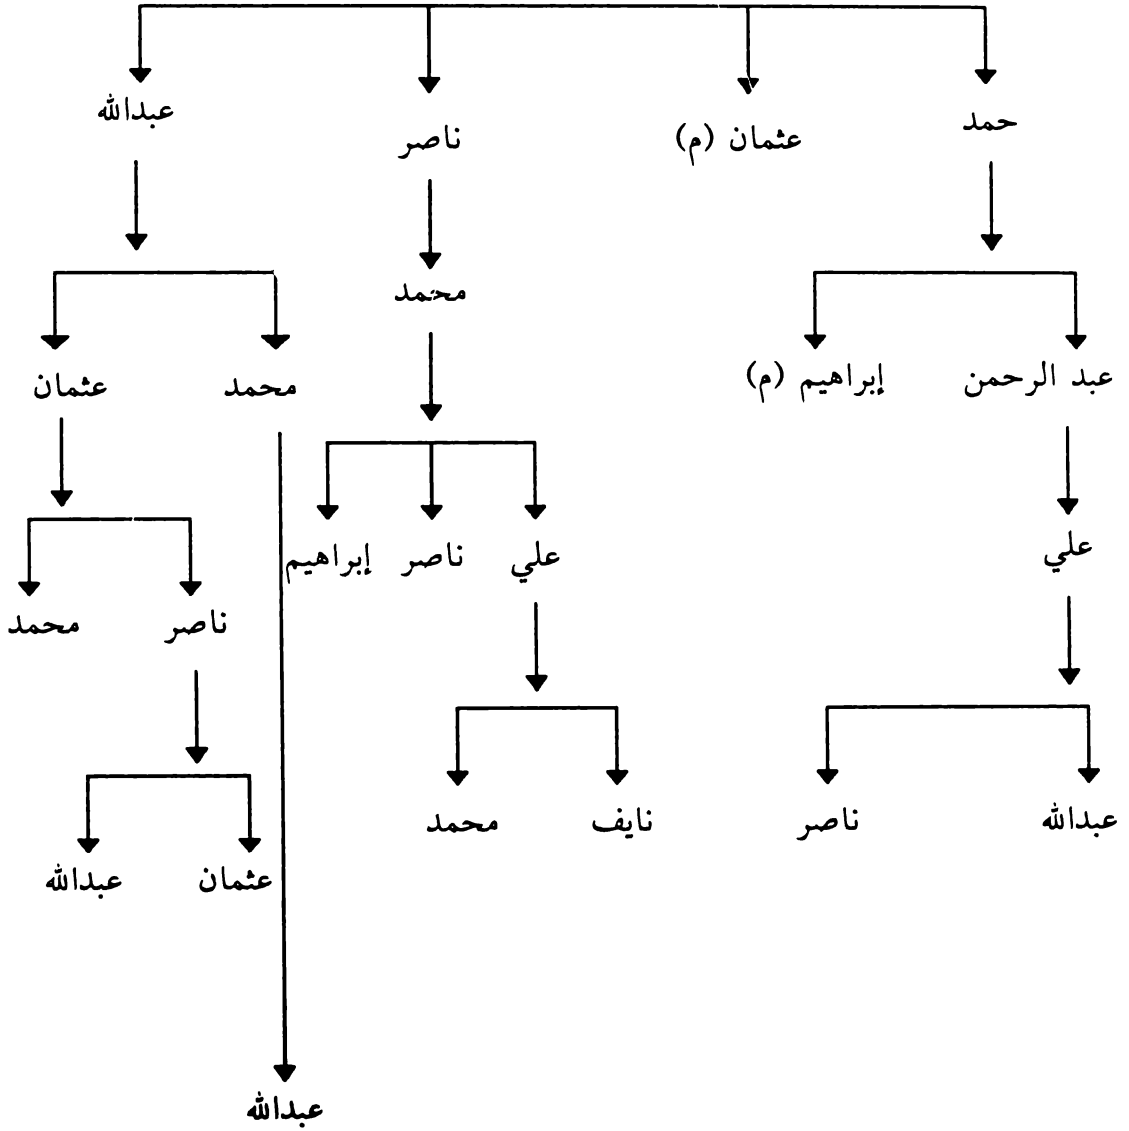 حمد
عثمان (م)
ناصر
عبدالله
محمد
عبد الرحمن
إبراهيم (م)
محمد
عثمان
علي
علي
ناصر
إبراهيم
ناصر
محمد
عبدالله
ناصر
نايف
محمد
عثمان
عبدالله
عبدالله